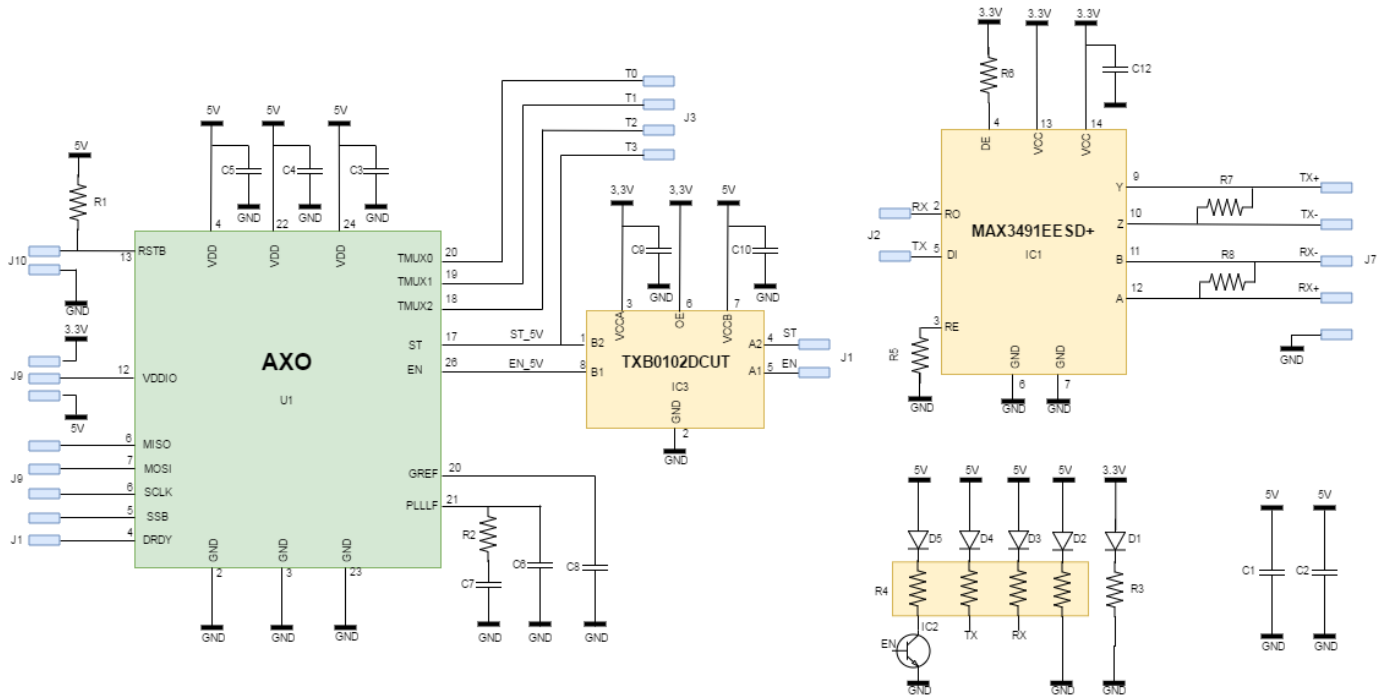 3.3V 3.3V 3.3V
T0
R6 C12
T1
J3
5V 5V 5V T2
T3
4 13 14
DE VCC VCC
5V
C5 C4 C3
R1
3,3V 3,3V 5V
GND GND GND
9 R7 TX+
Y
RX 2 RO
10 TX-
Z
MAX3491EESD+
J2
4 22 24
VDD VDD VDD
RSTB
13
J10
TX 5 DI
IC1
11 R8 RX-
B
J7
C9 C10
TMUX0 20
TMUX1 19
TMUX2 18
12 RX+
A
GND GND
GND
3 6 7
VCCA OE VCCB
3 RE
R5
3.3V
ST 17 ST_5V 1 B2 A2 4 ST
TXB0102DCUT
J1
EN 26 EN_5V 8 B1 A1 5 EN
GND GND
6 7
GND
AXO
J9
12 VDDIO
U1
IC3
GND
2
GND GND GND
5V
6 MISO
GND
7 MOSI
J9
6 SCLK
5 SSB
J1
4 DRDY
GREF 20
PLLLF 21
5V 5V 5V 5V 3.3V
5V 5V
R2
C7 C6 C8
GND GND GND
2 3 23
D5 D4 D3 D2 D1
R4 R3
C1 C2
IC2
TX RX
EN
GND GND GND GND GND GND
GND GND
GND GND GND